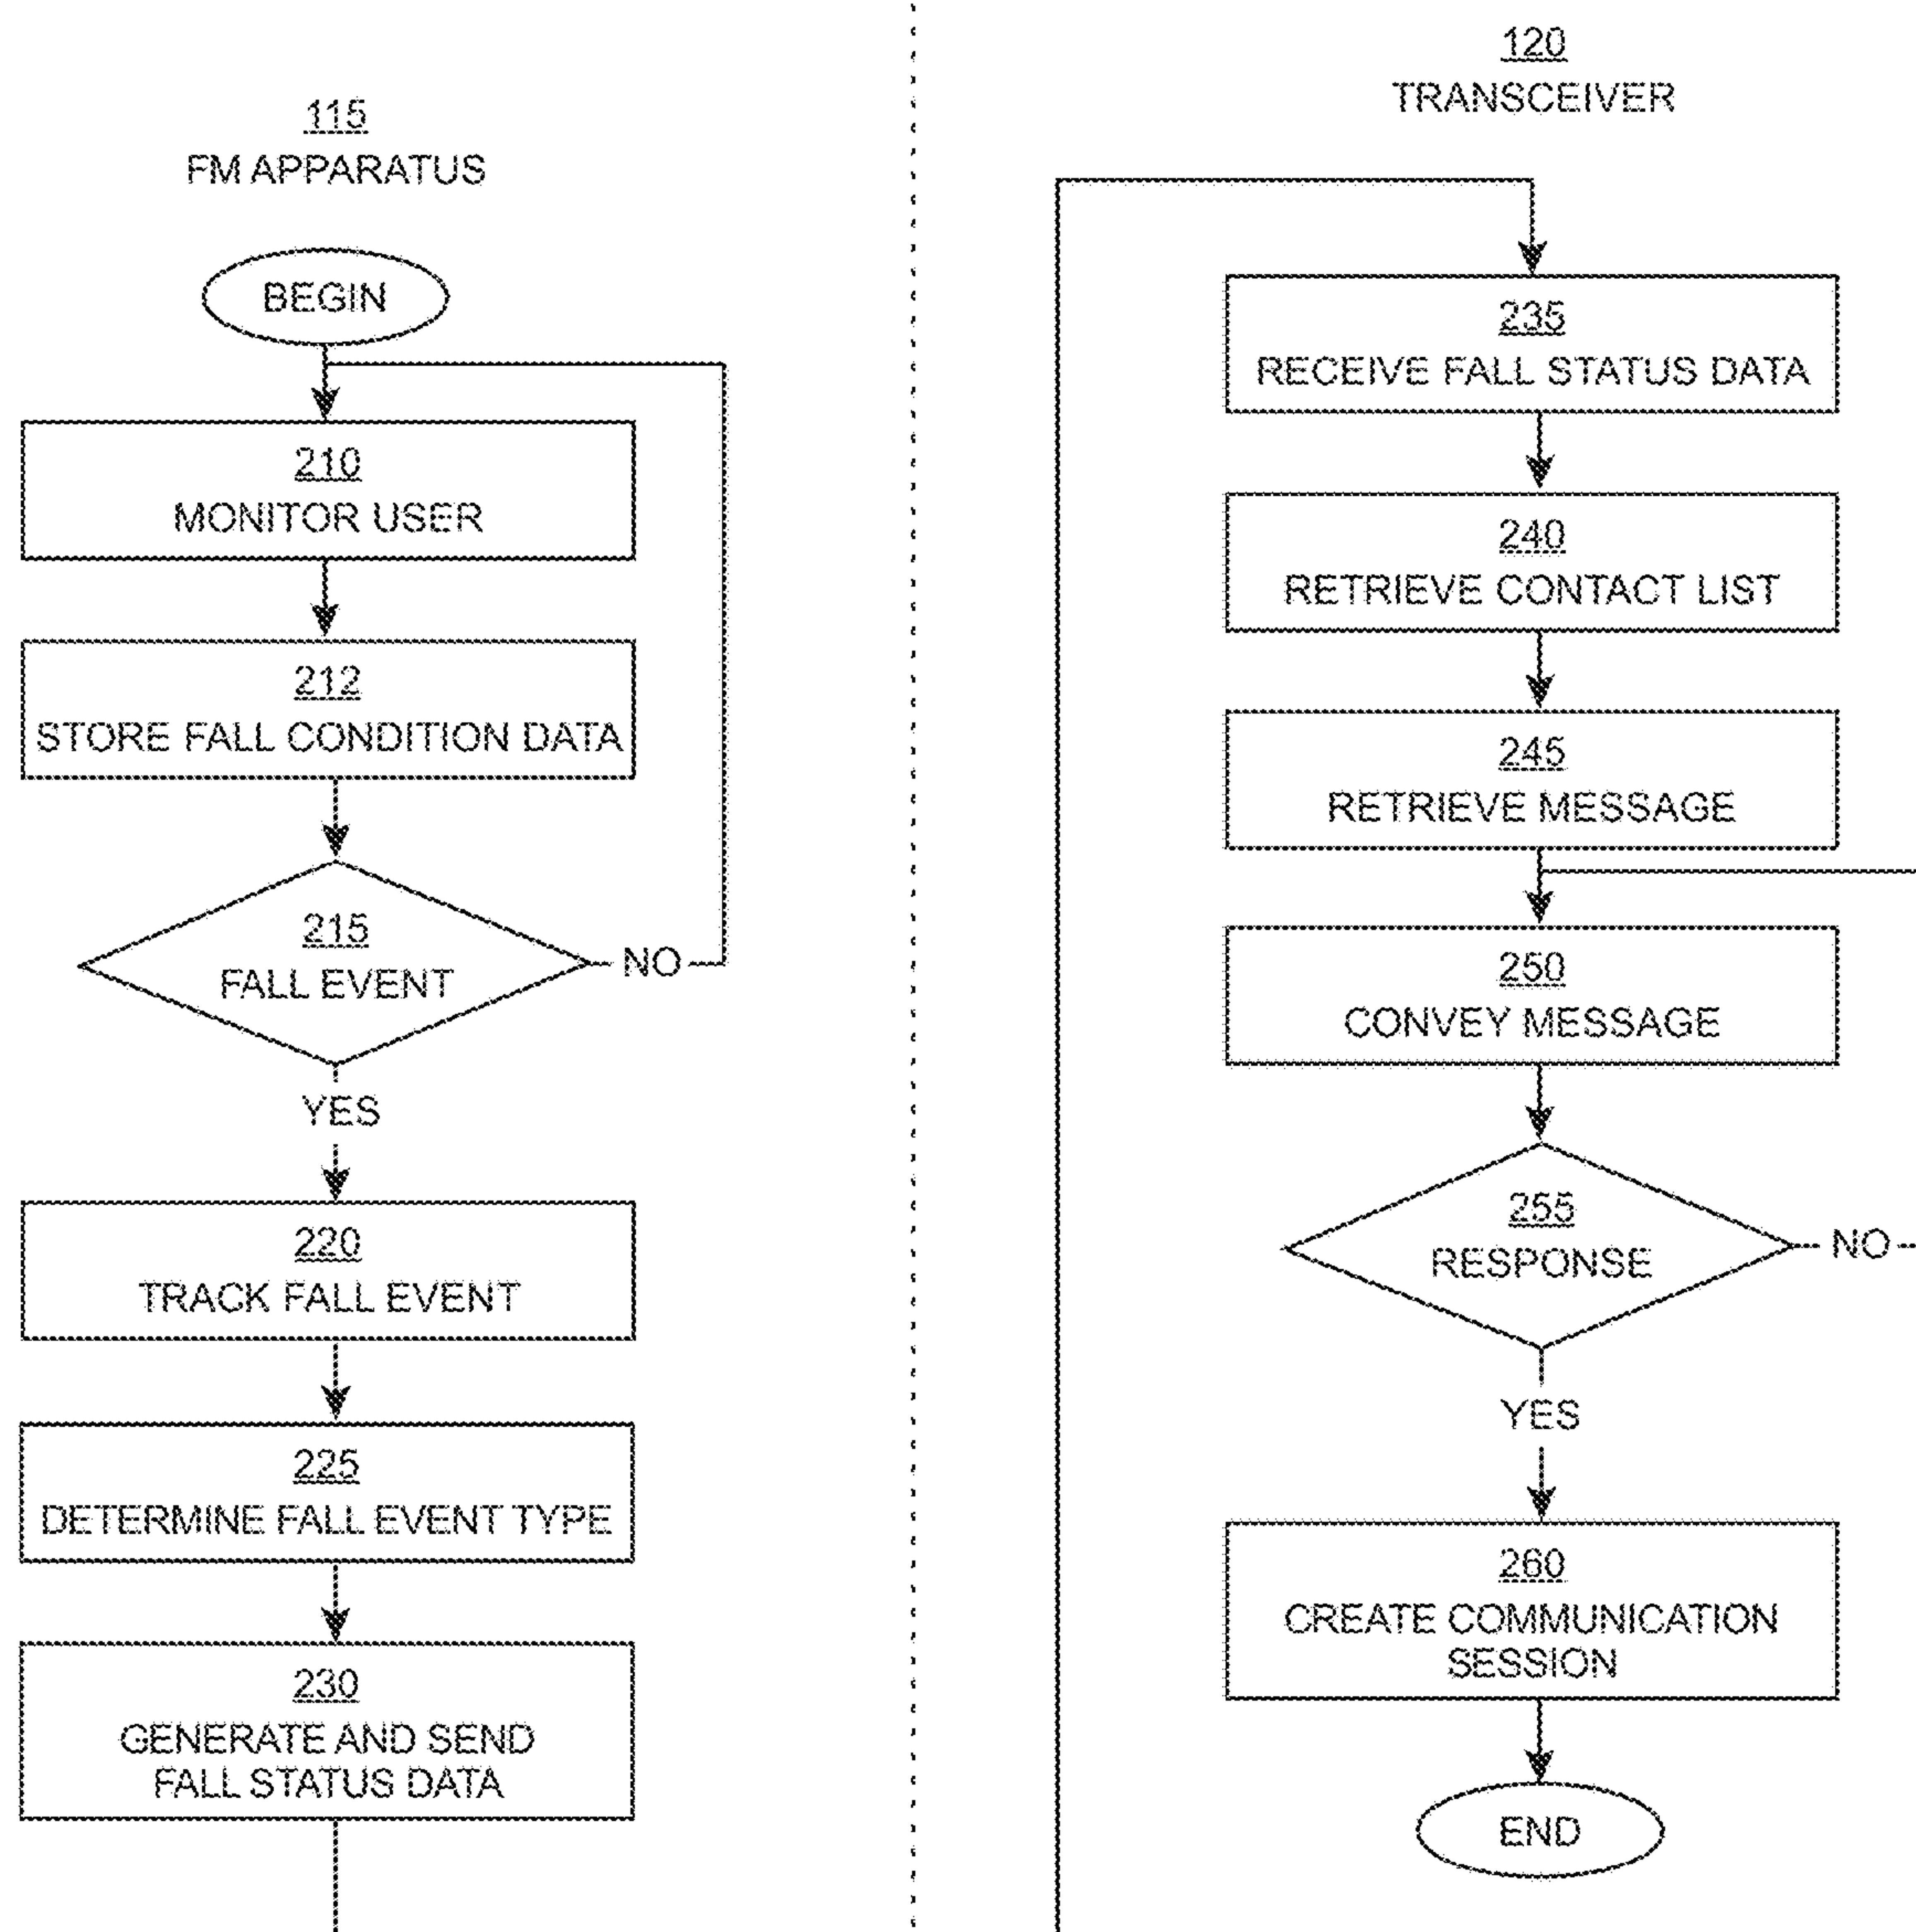 115
FM APPARATUS
BEGIN
210
MONITOR USER
212
STORE FALL CONDITION DATA
215
FALL EVENT
NO
YES
220
TRACK FALL EVENT
225
DETERMINE FALL EVENT TYPE
230
GENERATE AND SEND
FALL STATUS DATA
120
TRANSCEIVER
235
RECEIVE FALL STATUS DATA
240
RETRIEVE CONTACT LIST
245
RETRIEVE MESSAGE
250
CONVEY MESSAGE
255
RESPONSE
NO
YES
260
CREATE COMMUNICATION
SESSION
END